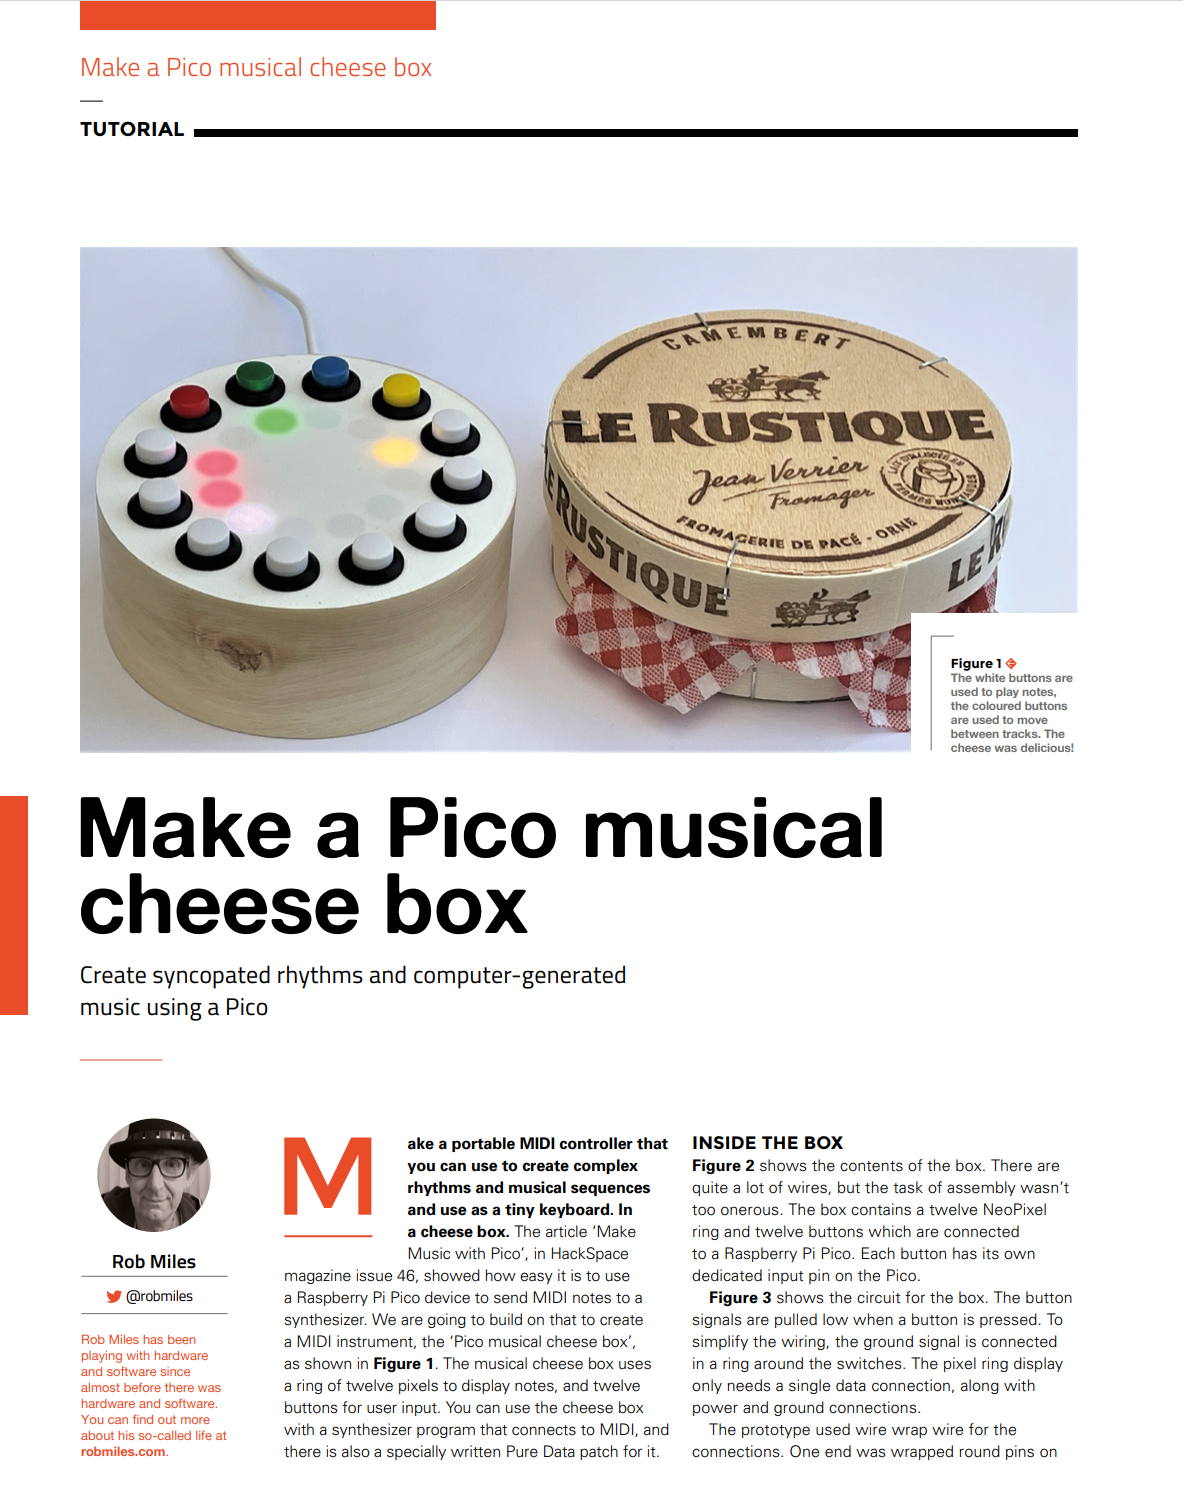 Make a Pico musical cheese box
TUTORIAL
CAMEMBERT
LE RUSTIQUE
Jean Verrier
Fromager
FROMAGERIE DE PACÉ - ORNE
LE RUSTIQUE
LE R
Figure 1
The white buttons are
used to play notes,
the coloured buttons
are used to move
between tracks. The
cheese was delicious!
Make a Pico musical
cheese box
Create syncopated rhythms and computer-generated
music using a Pico
Rob Miles
@robmiles
Rob Miles has been
playing with hardware
and software since
almost before there was
hardware and software.
You can find out more
about his so-called life at
robmiles.com.
Make a portable MIDI controller that
you can use to create complex
rhythms and musical sequences
and use as a tiny keyboard. In
a cheese box. The article ‘Make
Music with Pico’, in HackSpace
magazine issue 46, showed how easy it is to use
a Raspberry Pi Pico device to send MIDI notes to a
synthesizer. We are going to build on that to create
a MIDI instrument, the ‘Pico musical cheese box’,
as shown in Figure 1. The musical cheese box uses
a ring of twelve pixels to display notes, and twelve
buttons for user input. You can use the cheese box
with a synthesizer program that connects to MIDI, and
there is also a specially written Pure Data patch for it.
INSIDE THE BOX
Figure 2 shows the contents of the box. There are
quite a lot of wires, but the task of assembly wasn’t
too onerous. The box contains a twelve NeoPixel
ring and twelve buttons which are connected
to a Raspberry Pi Pico. Each button has its own
dedicated input pin on the Pico.
Figure 3 shows the circuit for the box. The button
signals are pulled low when a button is pressed. To
simplify the wiring, the ground signal is connected
in a ring around the switches. The pixel ring display
only needs a single data connection, along with
power and ground connections.
The prototype used wire wrap wire for the
connections. One end was wrapped round pins on